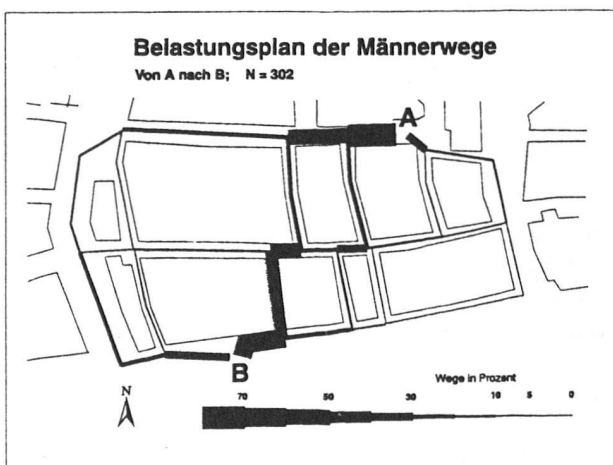 Belastungsplan der Männerwege
Von A nach B; N = 302
A
B
N
Wege in Prozent
70 50 30 10 5 0